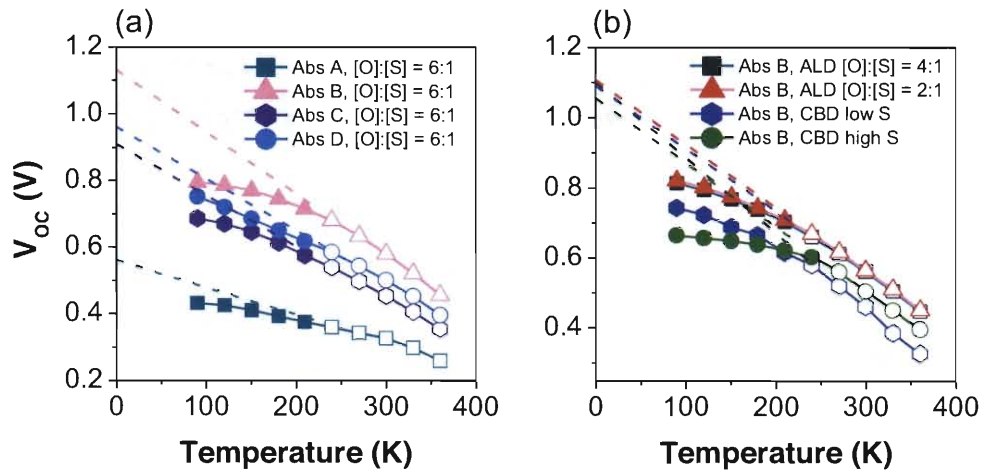 (a)
(b)
1.2
1.0
0.8
0.6
0.4
0.2
V_oc (V)
Abs A, [O]:[S] = 6:1
Abs B, [O]:[S] = 6:1
Abs C, [O]:[S] = 6:1
Abs D, [O]:[S] = 6:1
0
100
200
300
400
Temperature (K)
1.2
1.0
0.8
0.6
0.4
Abs B, ALD [O]:[S] = 4:1
Abs B, ALD [O]:[S] = 2:1
Abs B, CBD low S
Abs B, CBD high S
0
100
200
300
400
Temperature (K)